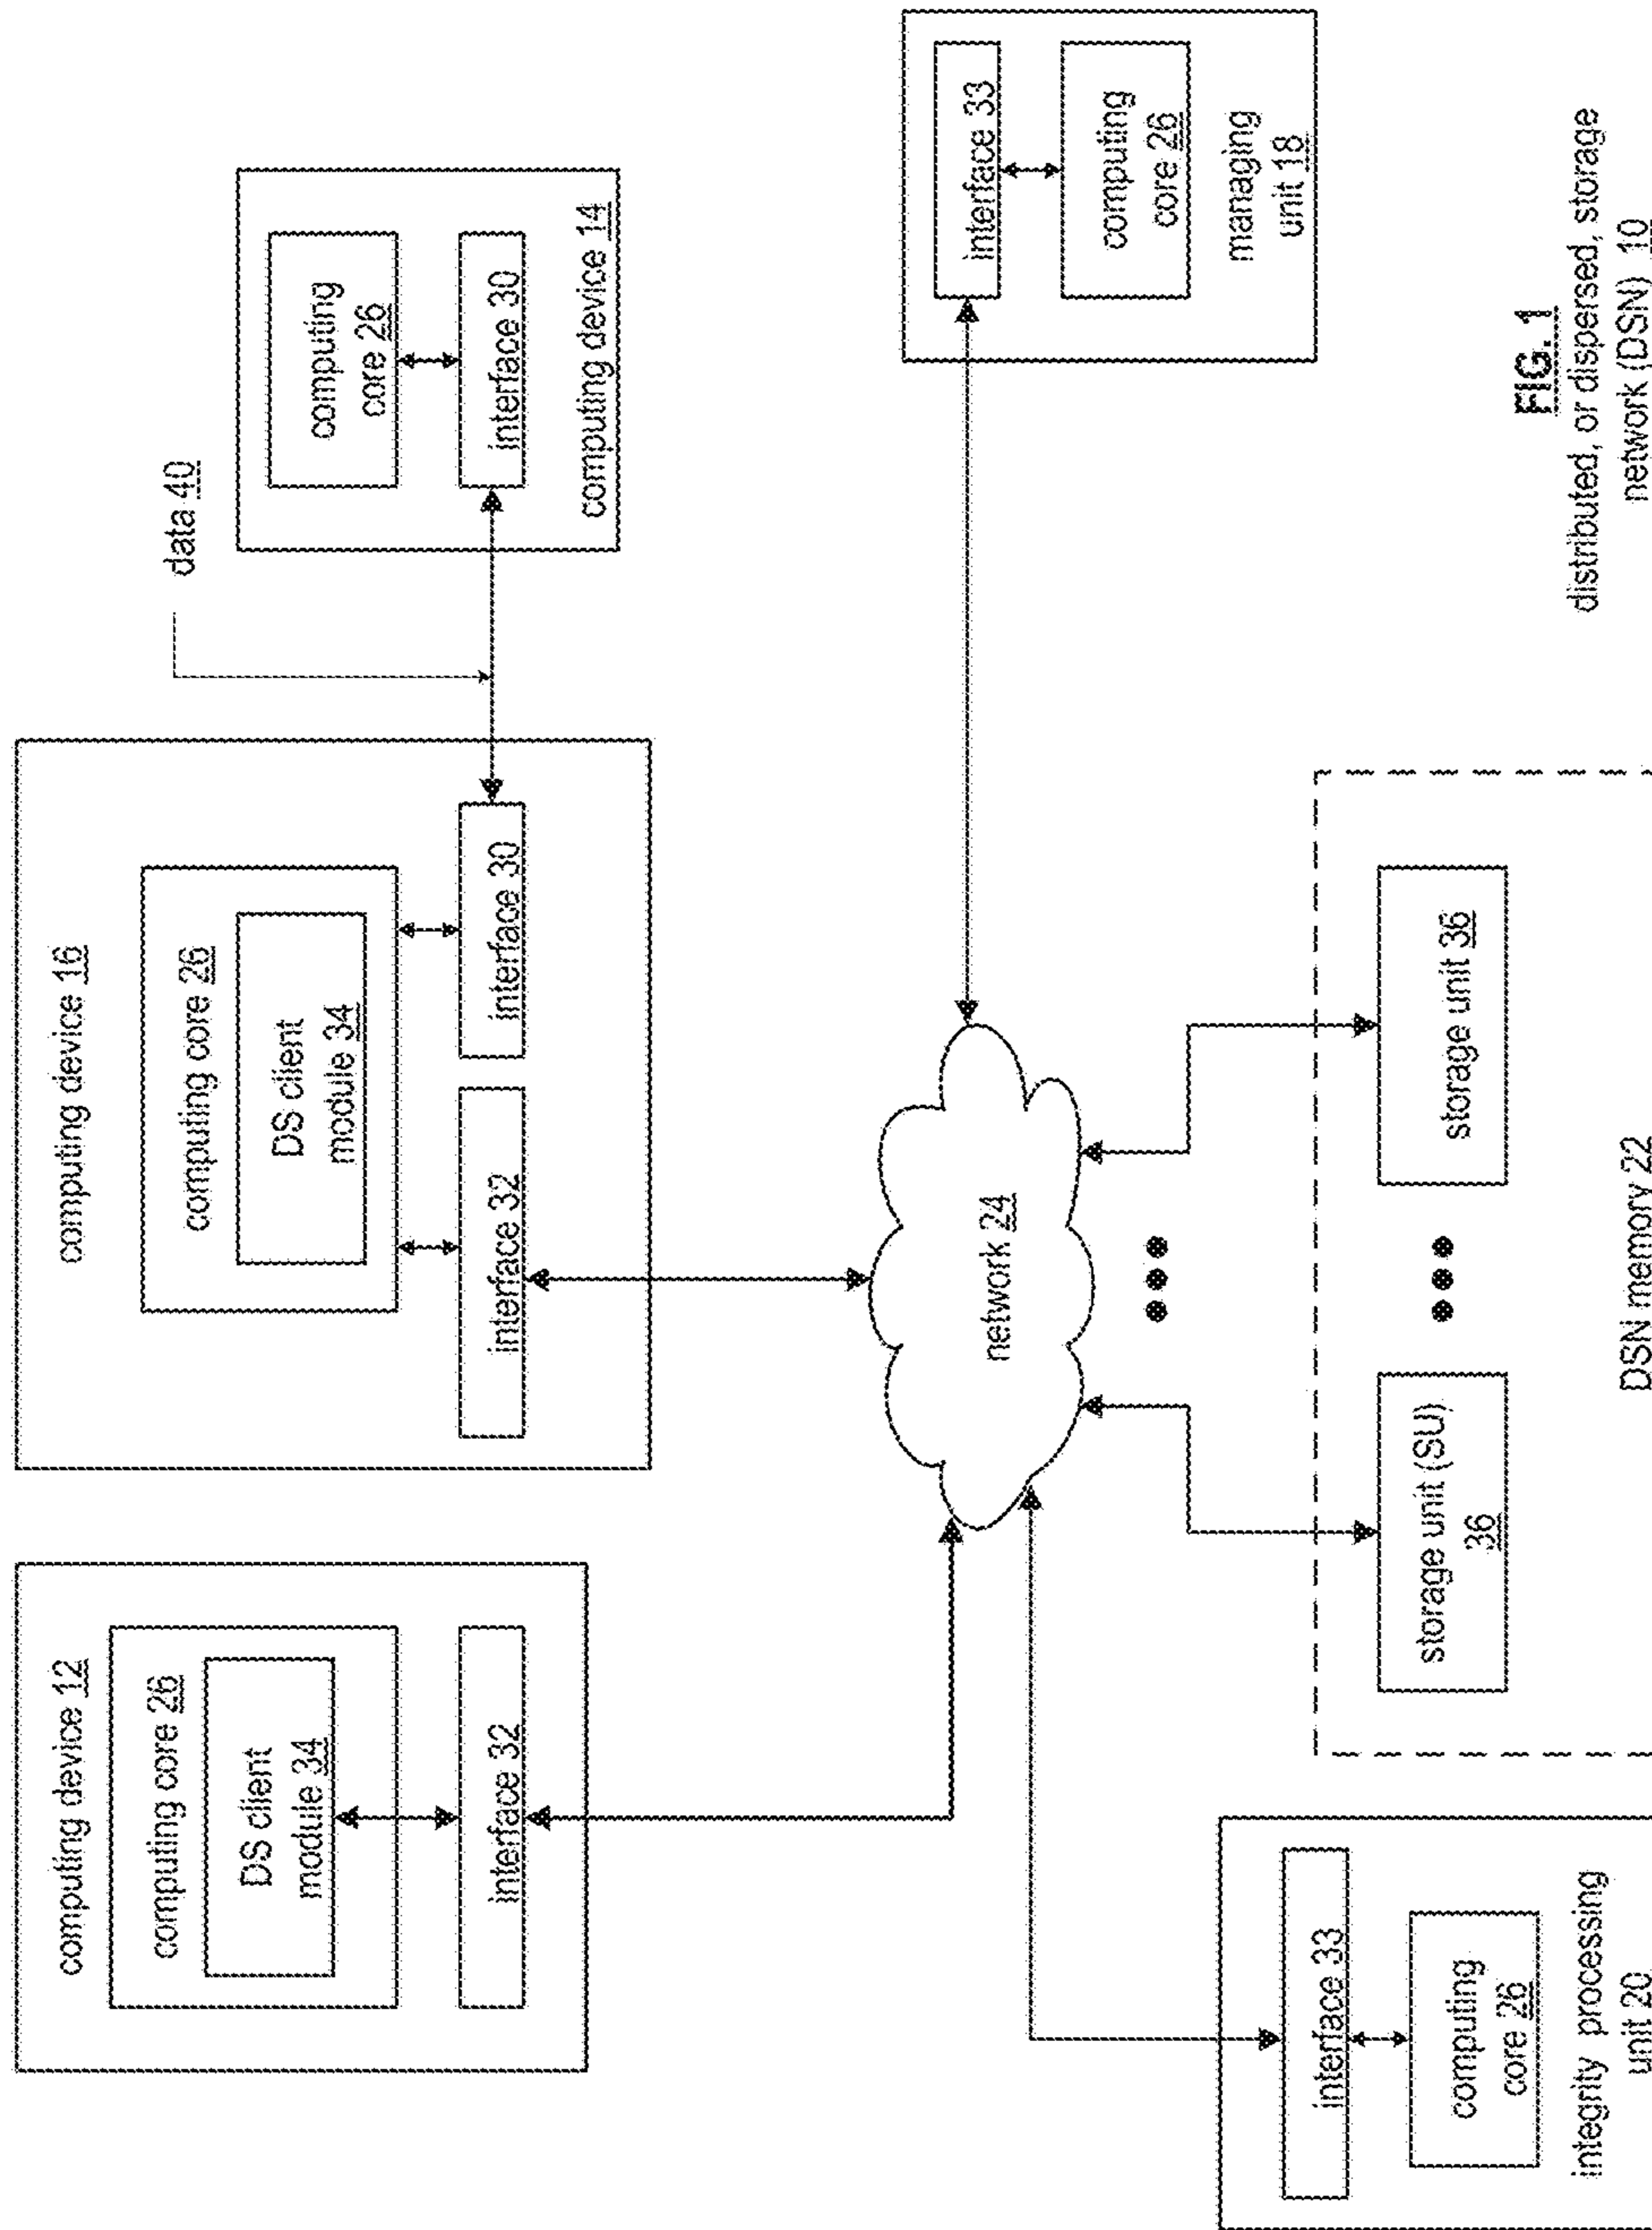 computing device 12
computing core 26
DS client
module 34
interface 32
computing device 16
computing core 26
DS client
module 34
interface 32
interface 30
data 40
computing
core 26
interface 30
computing device 14
network 24
interface 33
computing
core 26
managing
unit 18
interface 33
computing
core 26
integrity processing
unit 20
storage unit (SU)
36
storage unit 36
DSN memory 22
FIG. 1
distributed, or dispersed, storage
network (DSN) 10